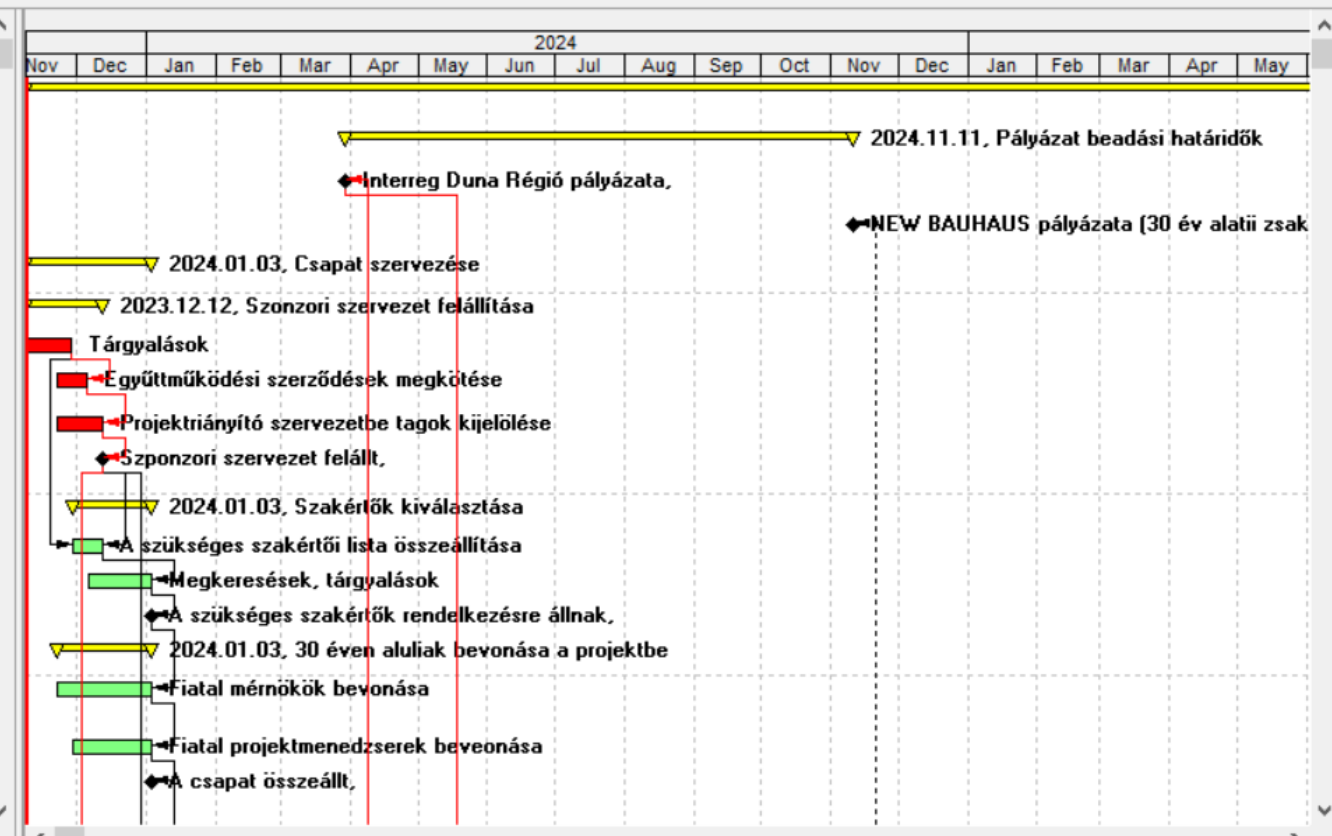 2024
Nov Dec Jan Feb Mar Apr May Jun Jul Aug Sep Oct Nov Dec Jan Feb Mar Apr May
2024.11.11, Pályázat beadási határidők
Interreg Duna Régió pályázata,
NEW BAUHAUS pályázata (30 év alatii zsak
2024.01.03, Csapat szervezése
2023.12.12, Szonzori szervezet felállítása
Tárgyalások
Egyűttműködési szerződések megkötése
Projektriányító szervezetbe tagok kijelölése
Szponzori szervezet felállt,
2024.01.03, Szakértők kiválasztása
A szükséges szakértői lista összeállítása
Megkeresések, tárgyalások
A szükséges szakértők rendelkezésre állnak,
2024.01.03, 30 éven aluliak bevonása a projektbe
Fiatal mérnökök bevonása
Fiatal projektmenedzserek beveonása
A csapat összeállt,